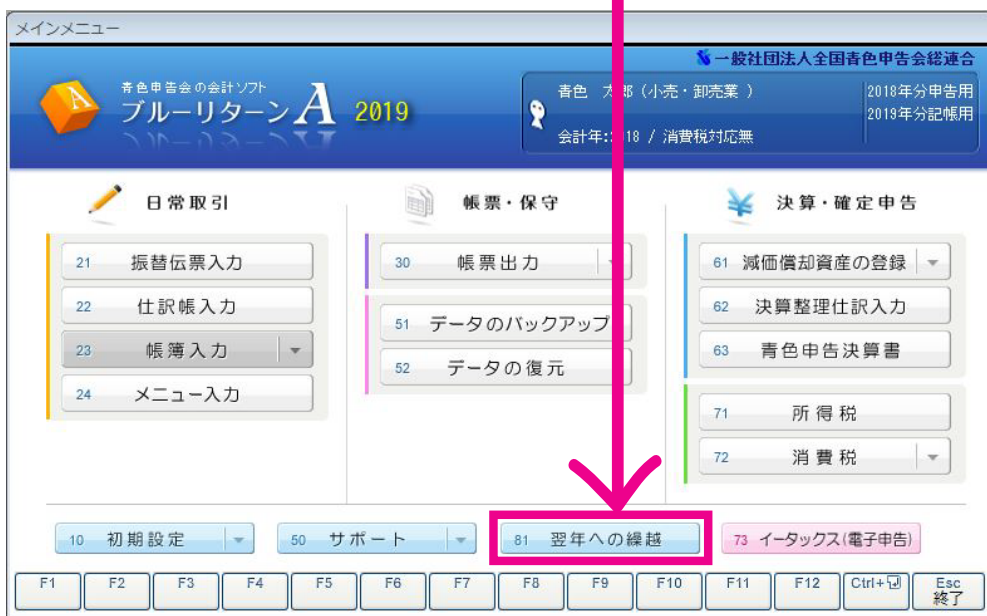 メインメニュー
一般社団法人全国青色申告会総連合
青色申告会の会計ソフト
ブルーリターンA 2019
青色 太郎（小売・卸売業 ）
会計年:2018 / 消費税対応無
2018年分申告用
2019年分記帳用
日常取引
21 振替伝票入力
22 仕訳帳入力
23 帳簿入力
24 メニュー入力
帳票・保守
30 帳票出力
51 データのバックアップ
52 データの復元
決算・確定申告
61 減価償却資産の登録
62 決算整理仕訳入力
63 青色申告決算書
71 所得税
72 消費税
10 初期設定
50 サポート
81 翌年への繰越
73 イータックス(電子申告)
F1 F2 F3 F4 F5 F6 F7 F8 F9 F10 F11 F12 Ctrl+ Esc
終了